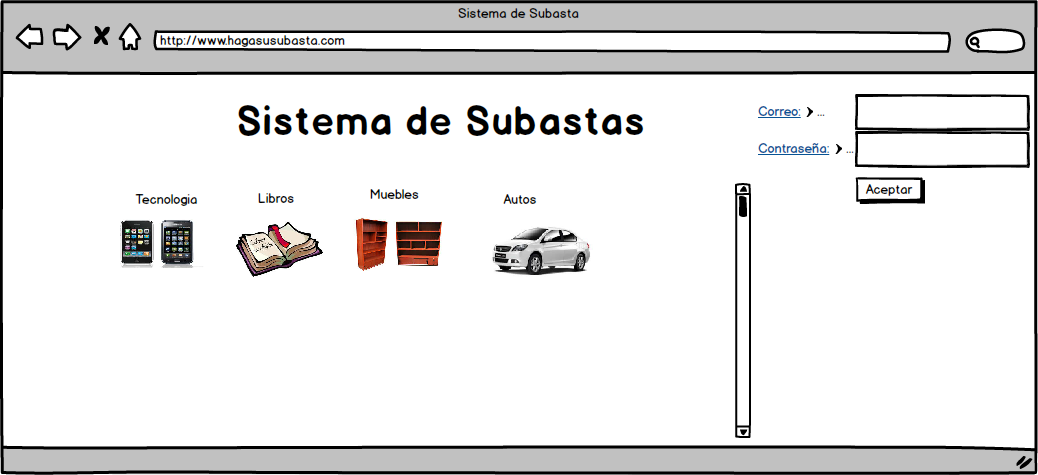 Sistema de Subasta
http://www.hagasusubasta.com
Sistema de Subastas
Correo: ...
Contraseña: ...
Aceptar
Tecnologia
Libros
Muebles
Autos